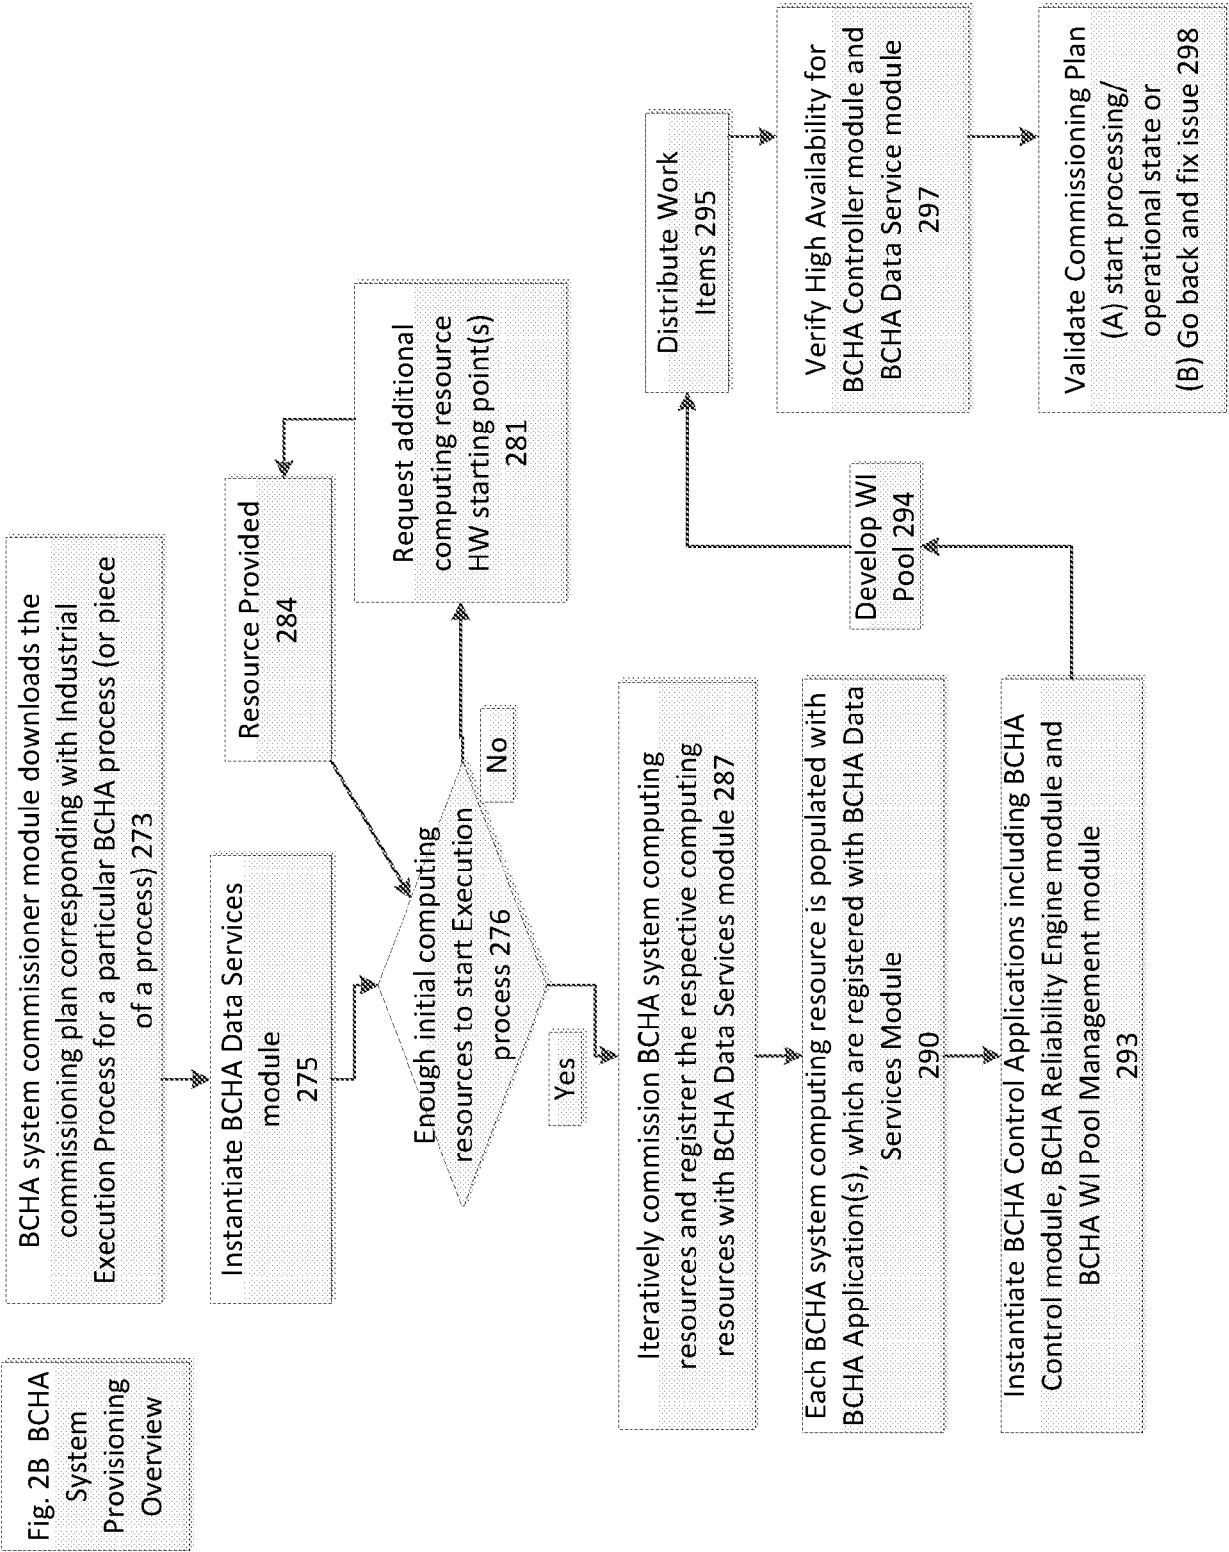 Fig. 2B BCHA
System
Provisioning
Overview
BCHA system commissioner module downloads the
commissioning plan corresponding with Industrial
Execution Process for a particular BCHA process (or piece
of a process) 273
Instantiate BCHA Data Services
module
275
Enough initial computing
resources to start Execution
process 276
No
Request additional
computing resource
HW starting point(s)
281
Resource Provided
284
Yes
Iteratively commission BCHA system computing
resources and registrer the respective computing
resources with BCHA Data Services module 287
Each BCHA system computing resource is populated with
BCHA Application(s), which are registered with BCHA Data
Services Module
290
Instantiate BCHA Control Applications including BCHA
Control module, BCHA Reliability Engine module and
BCHA WI Pool Management module
293
Develop WI
Pool 294
Distribute Work
Items 295
Verify High Availability for
BCHA Controller module and
BCHA Data Service module
297
Validate Commissioning Plan
(A) start processing/
operational state or
(B) Go back and fix issue 298